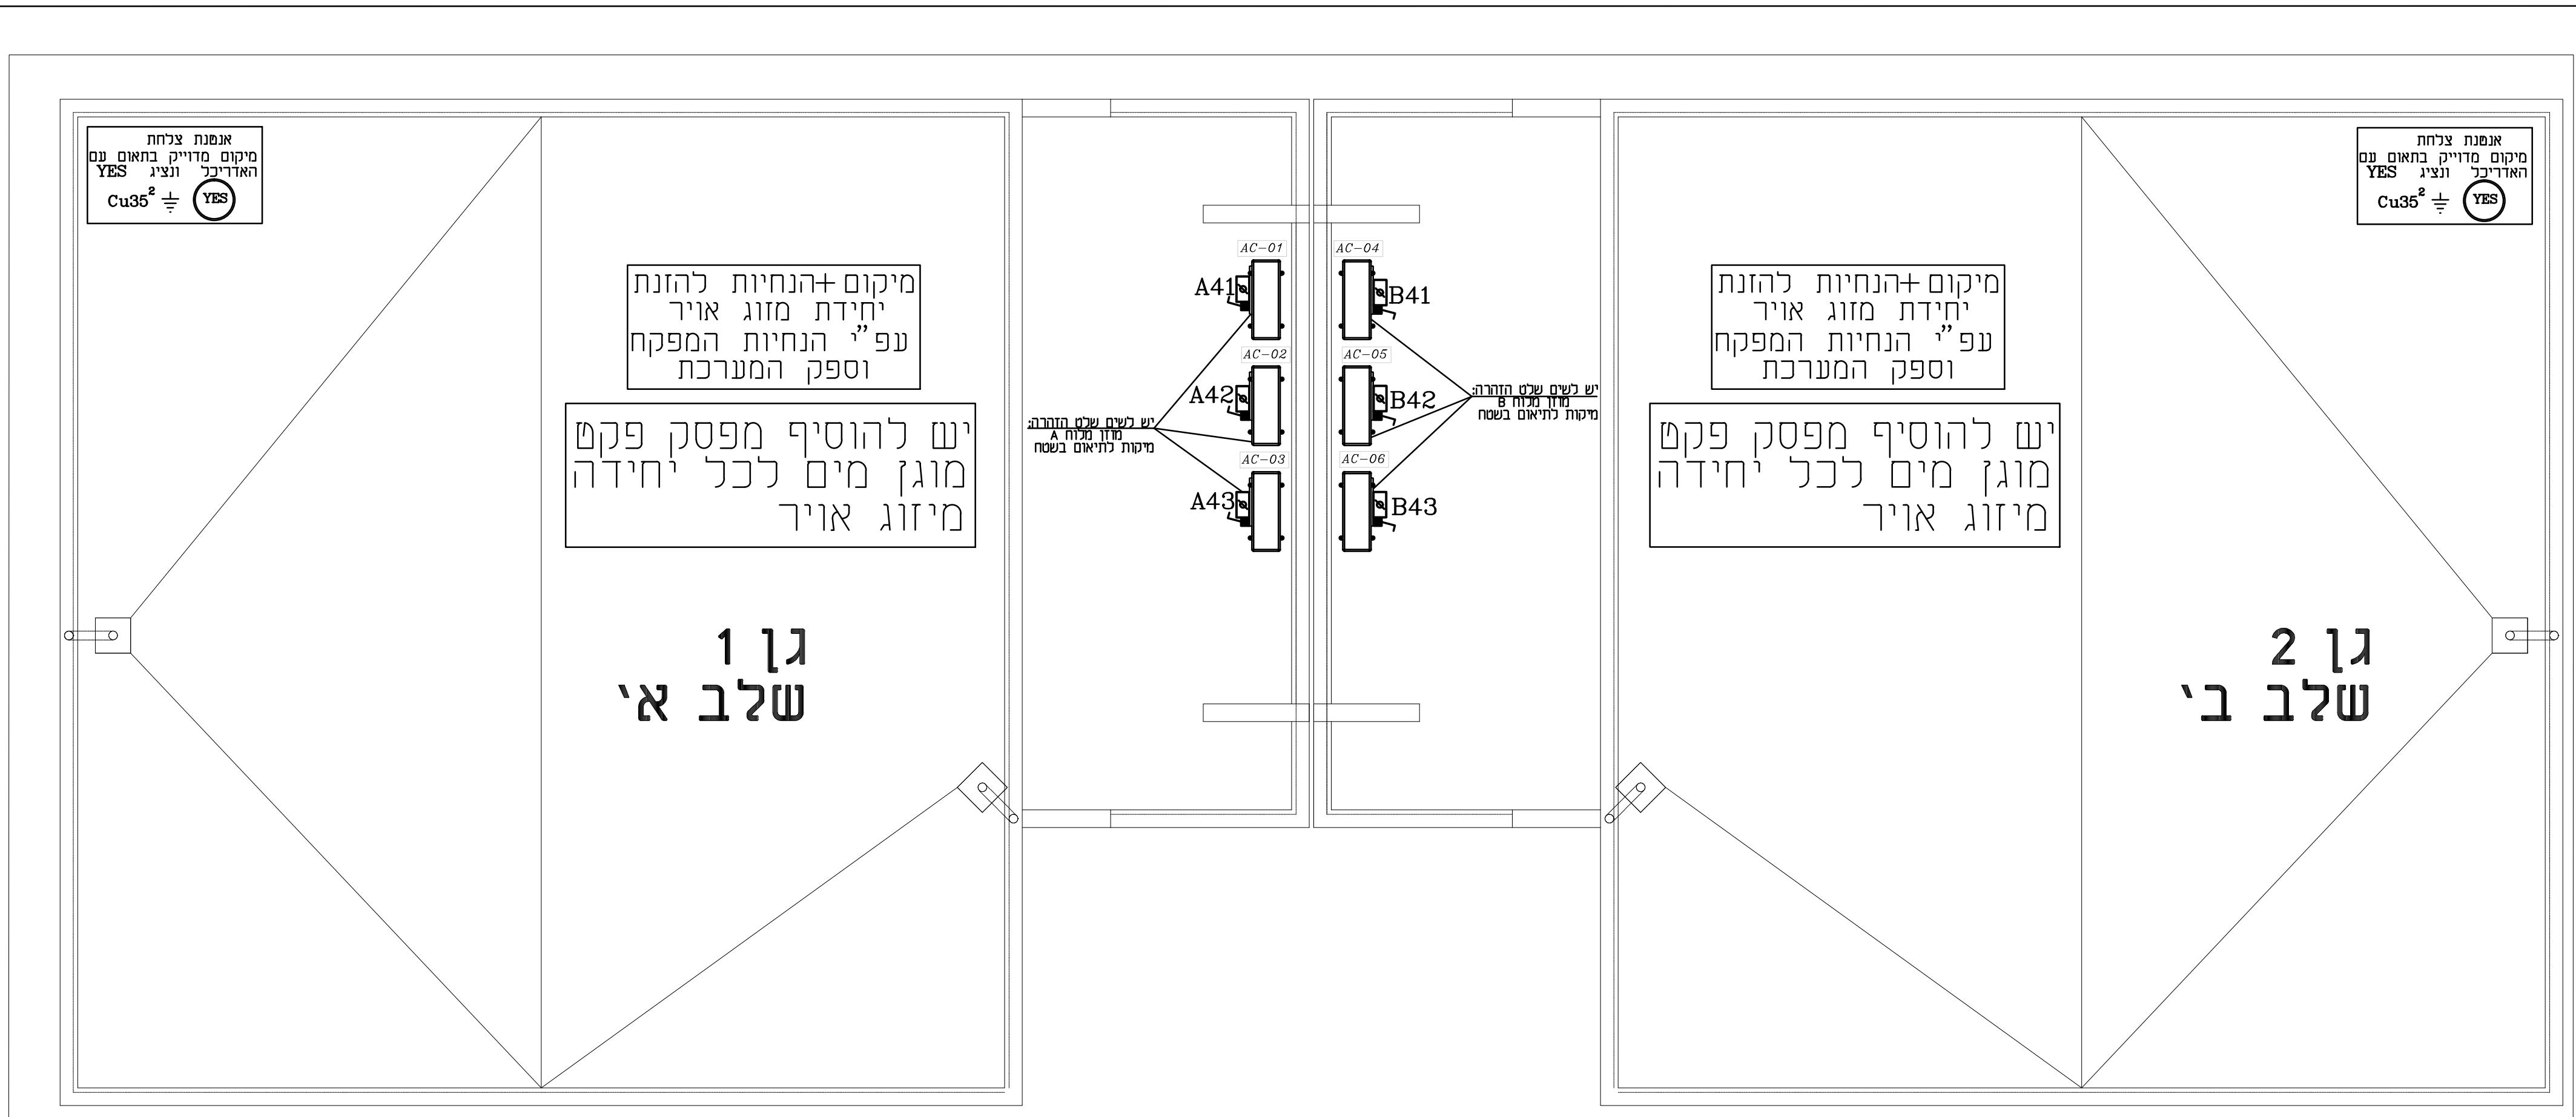 אנטנת צלחת
מיקום מדוייק בתאום עם
האדריכל ונציג YES
Cu35² YES
מיקום+הנחיות להזנת
יחידת מזוג אויר
עפ"י הנחיות המפקח
וספק המערכת
יש להוסיף מפסק פקט
מוגן מים לכל יחידה
מיזוג אויר
גן 1
שלב א'
AC-01
A41
AC-02
A42
AC-03
A43
יש לשים שלט הזהרה:
מוזן מלוח A
מיקות לתיאום בשטח
AC-04
B41
AC-05
B42
AC-06
B43
יש לשים שלט הזהרה:
מוזן מלוח B
מיקות לתיאום בשטח
מיקום+הנחיות להזנת
יחידת מזוג אויר
עפ"י הנחיות המפקח
וספק המערכת
יש להוסיף מפסק פקט
מוגן מים לכל יחידה
מיזוג אויר
גן 2
שלב ב'
אנטנת צלחת
מיקום מדוייק בתאום עם
האדריכל ונציג YES
Cu35² YES